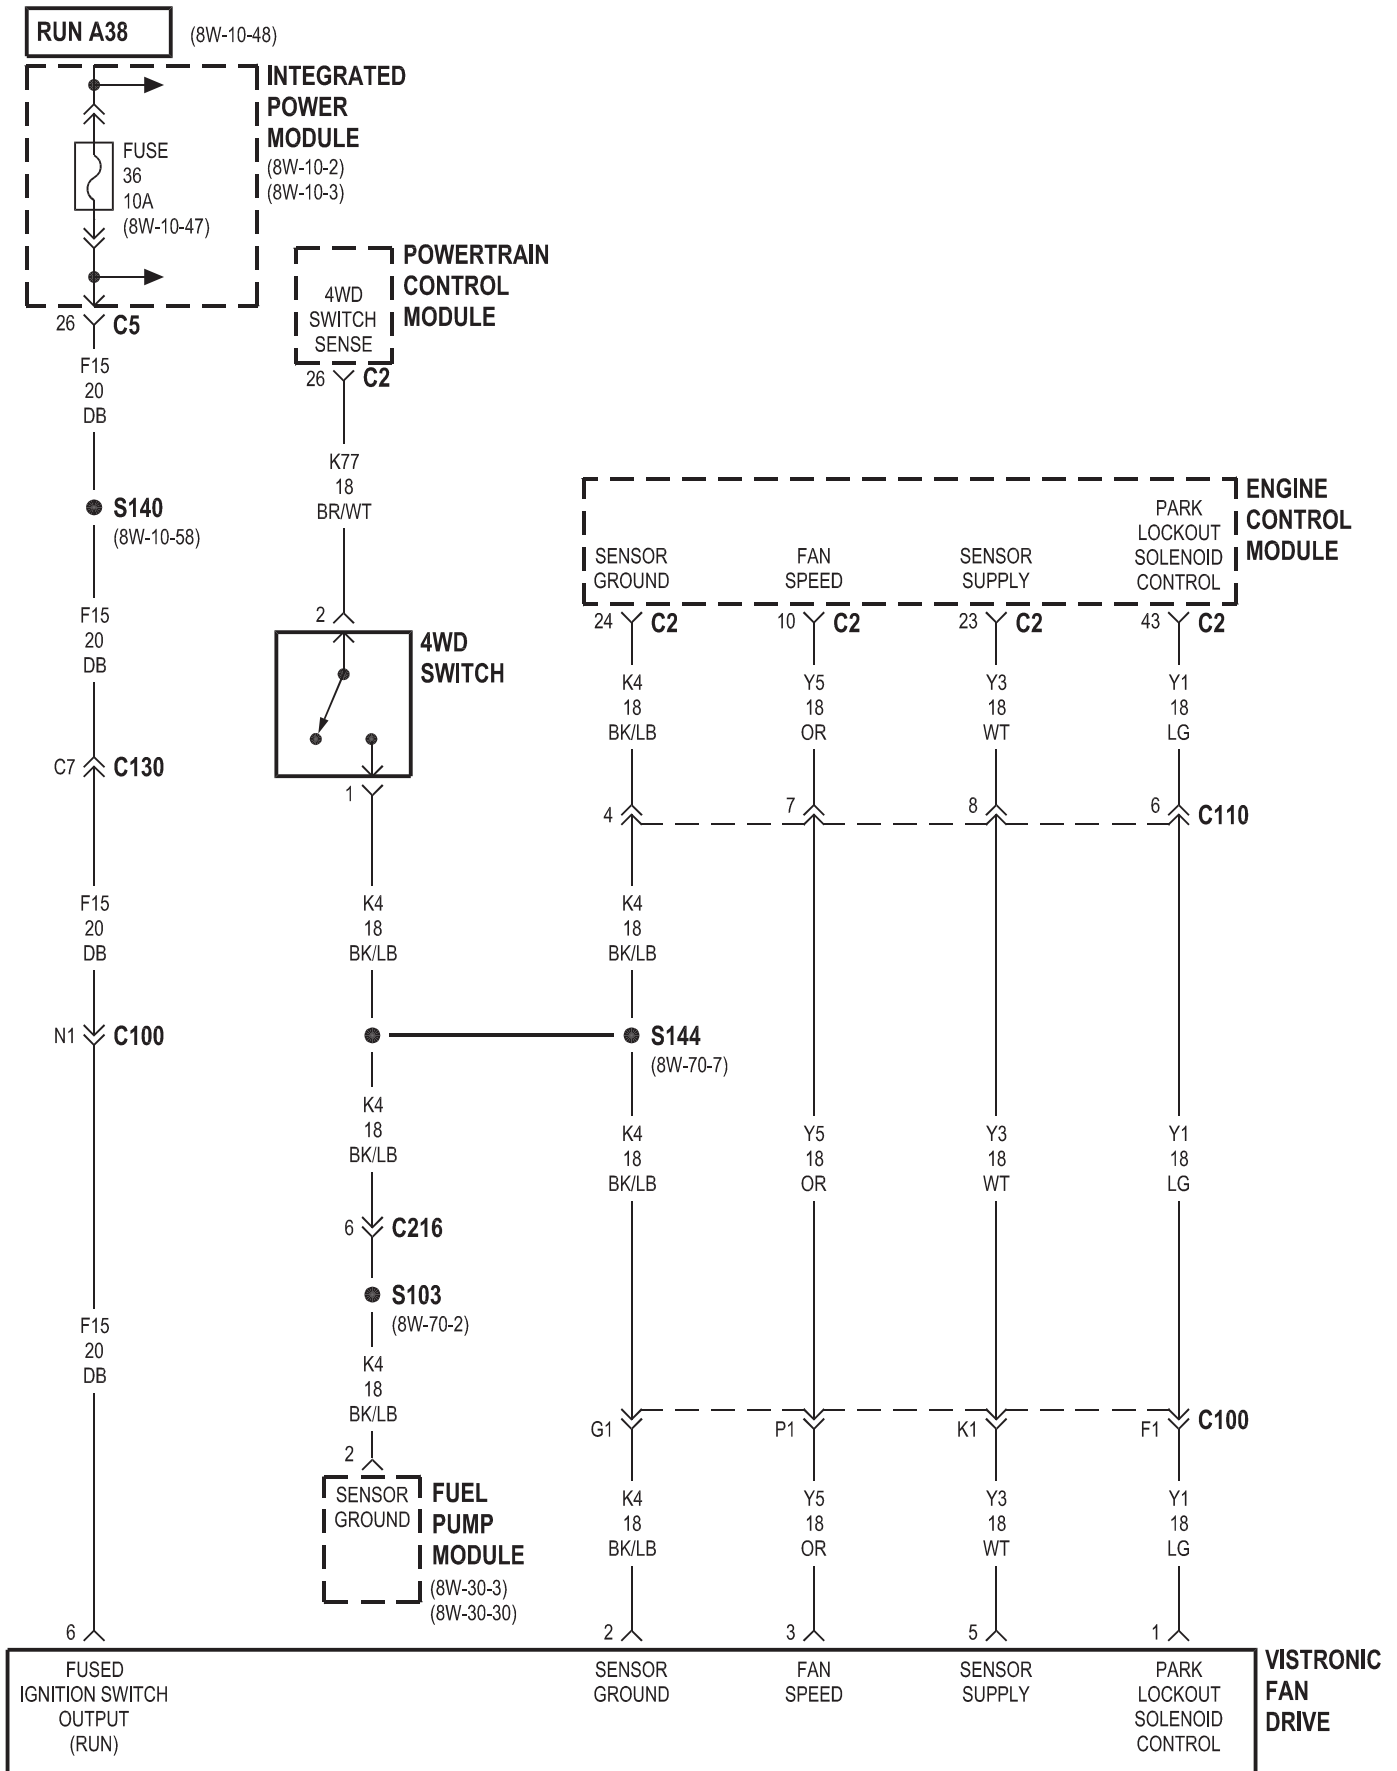 RUN A38
(8W-10-48)
INTEGRATED
POWER
MODULE
(8W-10-2)
(8W-10-3)
FUSE
36
10A
(8W-10-47)
26
C5
F15
20
DB
S140
(8W-10-58)
F15
20
DB
C7
C130
F15
20
DB
N1
C100
F15
20
DB
6
FUSED
IGNITION SWITCH
OUTPUT
(RUN)
POWERTRAIN
CONTROL
MODULE
4WD
SWITCH
SENSE
26
C2
K77
18
BR/WT
2
4WD
SWITCH
1
K4
18
BK/LB
K4
18
BK/LB
6
C216
S103
(8W-70-2)
K4
18
BK/LB
2
SENSOR
GROUND
FUEL
PUMP
MODULE
(8W-30-3)
(8W-30-30)
ENGINE
CONTROL
MODULE
SENSOR
GROUND
FAN
SPEED
SENSOR
SUPPLY
PARK
LOCKOUT
SOLENOID
CONTROL
24
C2
10
C2
23
C2
43
C2
K4
18
BK/LB
Y5
18
OR
Y3
18
WT
Y1
18
LG
4
7
8
6
C110
K4
18
BK/LB
S144
(8W-70-7)
K4
18
BK/LB
Y5
18
OR
Y3
18
WT
Y1
18
LG
G1
P1
K1
F1
C100
K4
18
BK/LB
Y5
18
OR
Y3
18
WT
Y1
18
LG
2
3
5
1
SENSOR
GROUND
FAN
SPEED
SENSOR
SUPPLY
PARK
LOCKOUT
SOLENOID
CONTROL
VISTRONIC
FAN
DRIVE